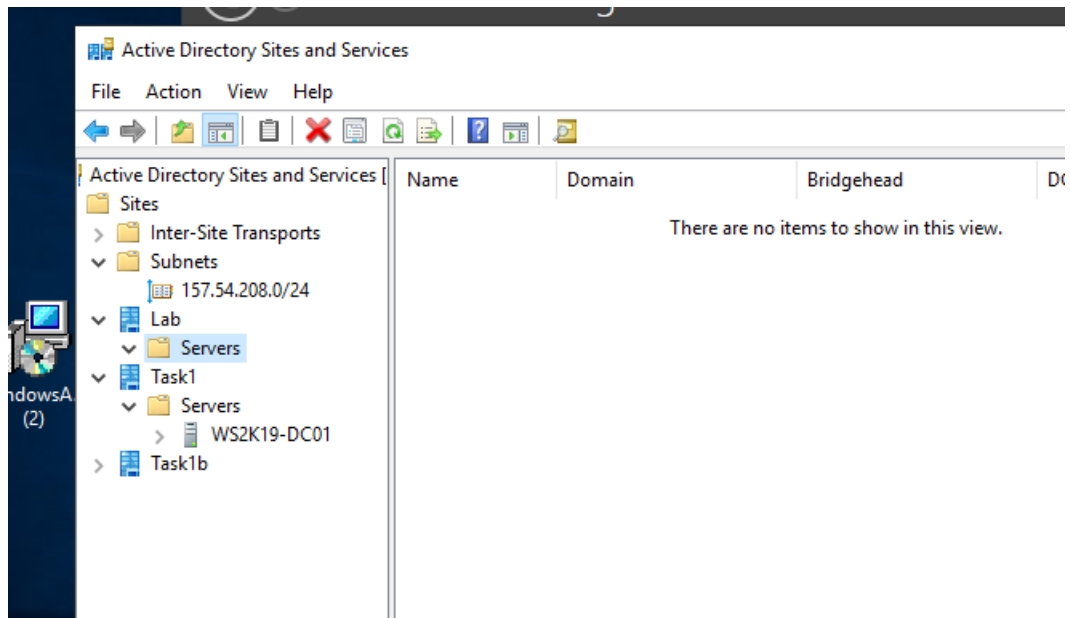 Active Directory Sites and Services
File Action View Help
Active Directory Sites and Services [
Name Domain Bridgehead DC
Sites
There are no items to show in this view.
Inter-Site Transports
Subnets
157.54.208.0/24
Lab
Servers
Task1
Servers
WS2K19-DC01
Task1b
ndowsA.
(2)